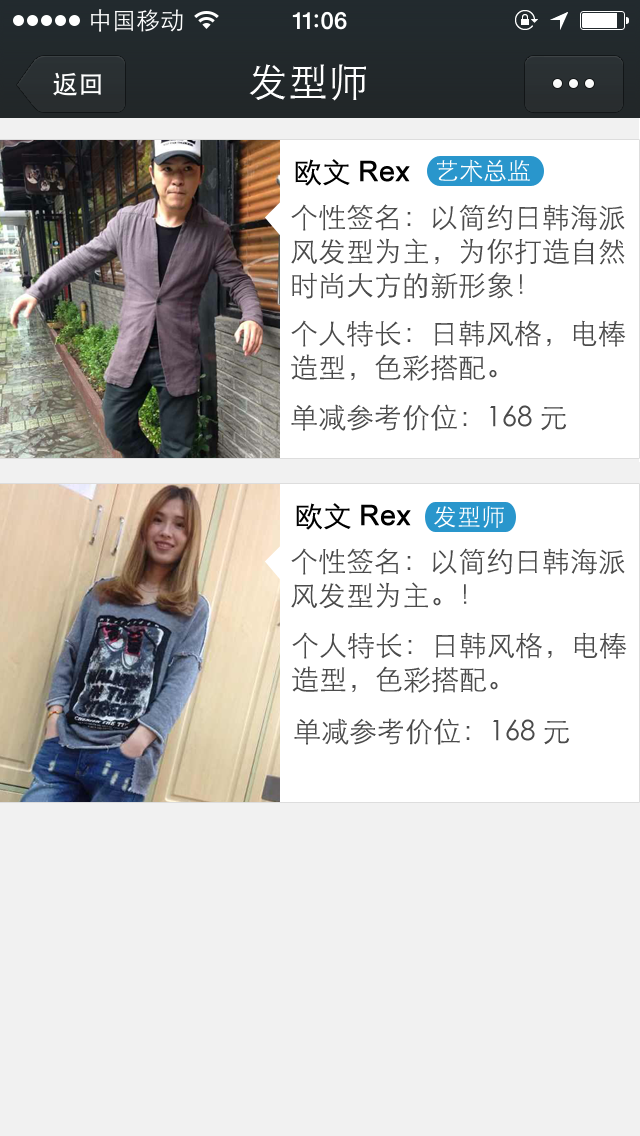 中国移动 11:06
返回 发型师
欧文 Rex 艺术总监
个性签名：以简约日韩海派
风发型为主，为你打造自然
时尚大方的新形象！
个人特长：日韩风格，电棒
造型，色彩搭配。
单减参考价位：168 元
欧文 Rex 发型师
个性签名：以简约日韩海派
风发型为主。！
个人特长：日韩风格，电棒
造型，色彩搭配。
单减参考价位：168 元
IN THE
STREET